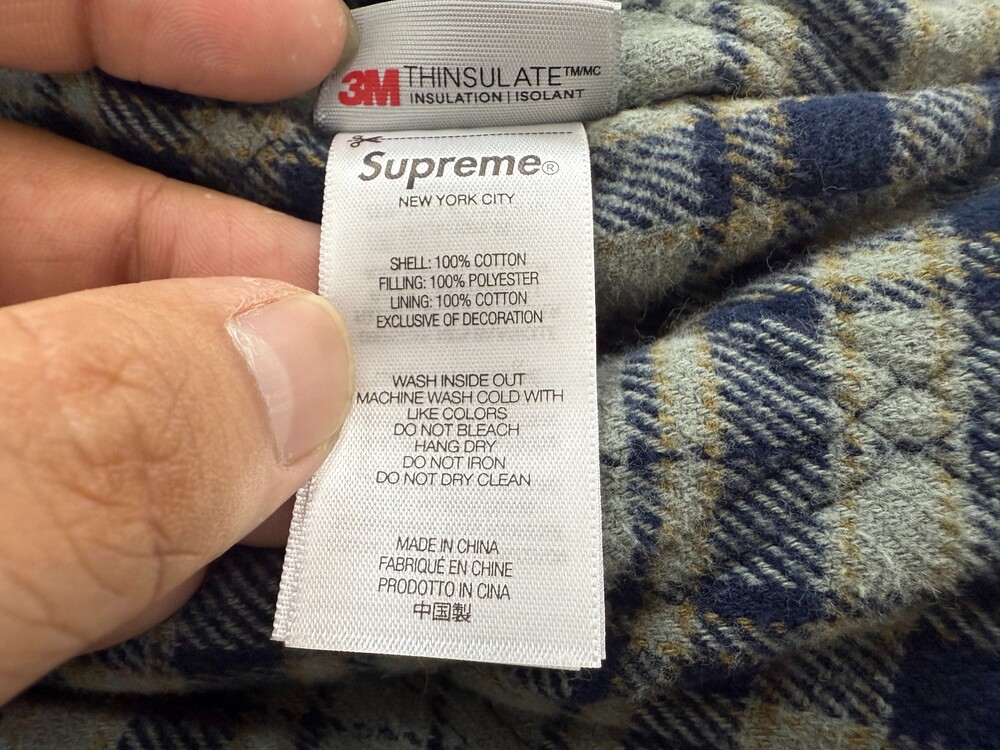 3M THINSULATE™/MC
INSULATION | ISOLANT
Supreme®
NEW YORK CITY
SHELL: 100% COTTON
FILLING: 100% POLYESTER
LINING: 100% COTTON
EXCLUSIVE OF DECORATION
WASH INSIDE OUT
MACHINE WASH COLD WITH
LIKE COLORS
DO NOT BLEACH
HANG DRY
DO NOT IRON
DO NOT DRY CLEAN
MADE IN CHINA
FABRIQUÉ EN CHINE
PRODOTTO IN CINA
中国製